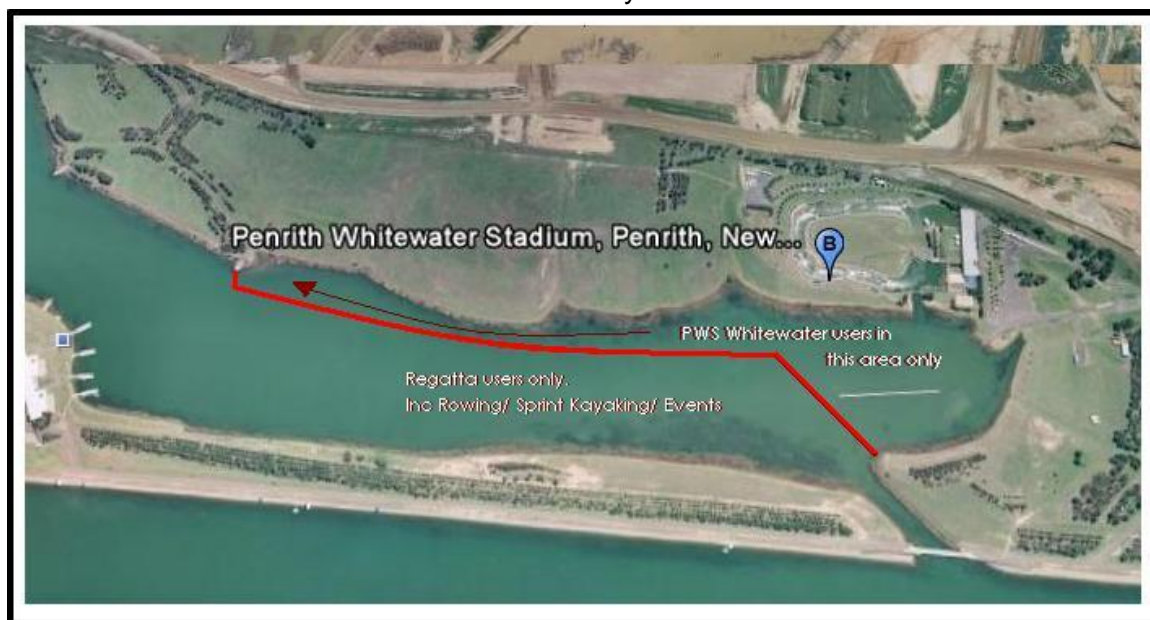 Penrith Whitewater Stadium, Penrith, New...
B
PWS Whitewater users in
this area only
Regatta users only.
Inc Rowing/ Sprint Kayaking/ Events